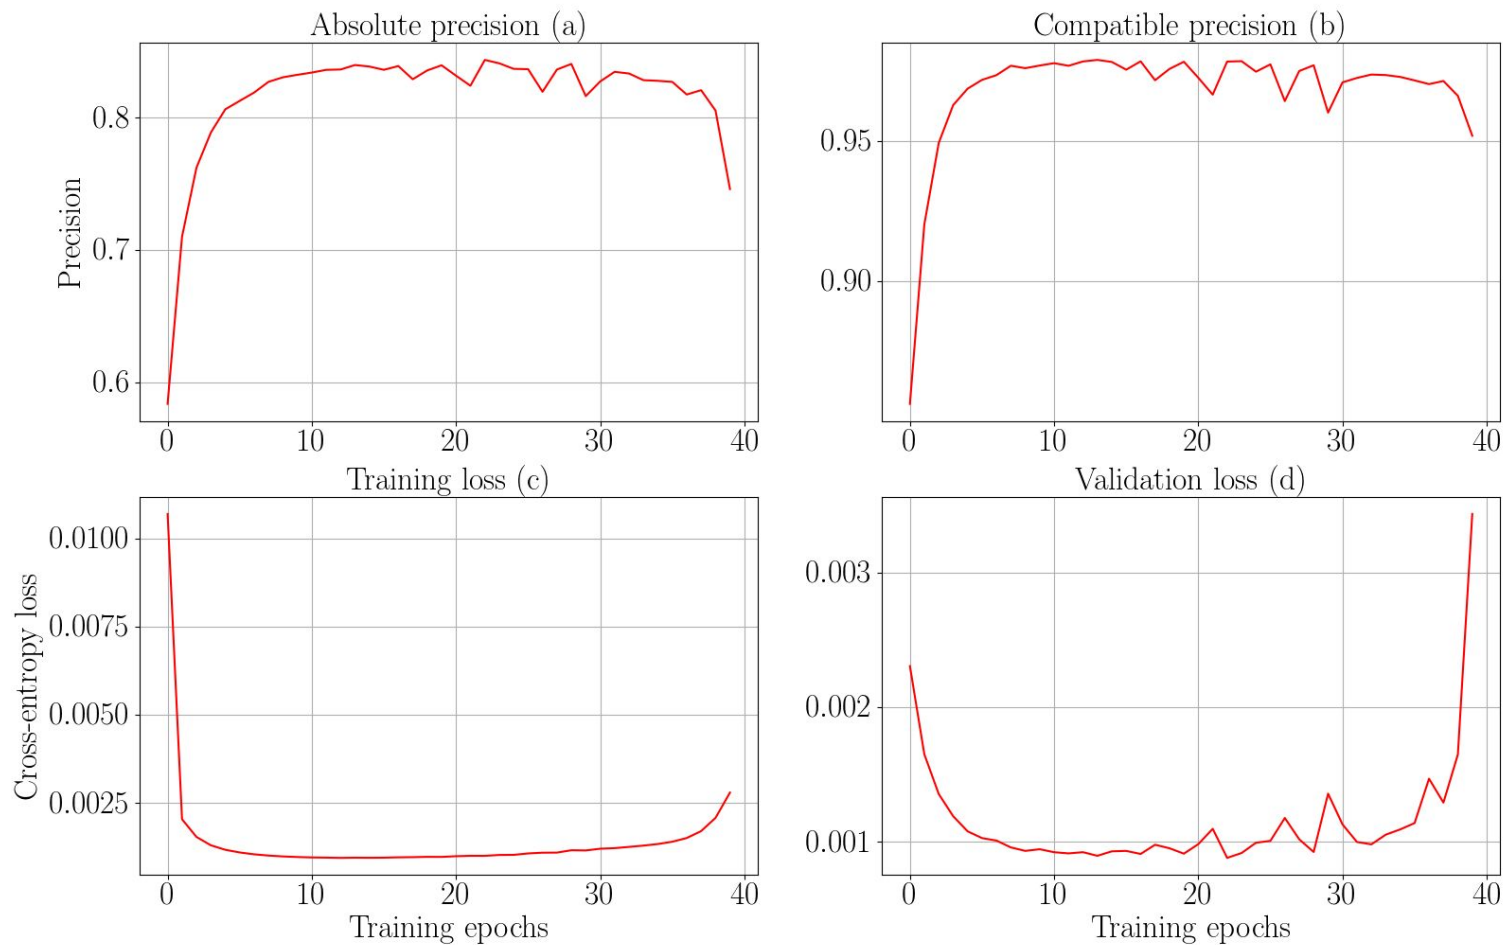 Absolute precision (a)
Compatible precision (b)
0.8
0.7
0.6
Precision
0.95
0.90
0 10 20 30 40
0 10 20 30 40
Training loss (c)
Validation loss (d)
0.0100
0.0075
0.0050
0.0025
Cross-entropy loss
0.003
0.002
0.001
0 10 20 30 40
0 10 20 30 40
Training epochs
Training epochs